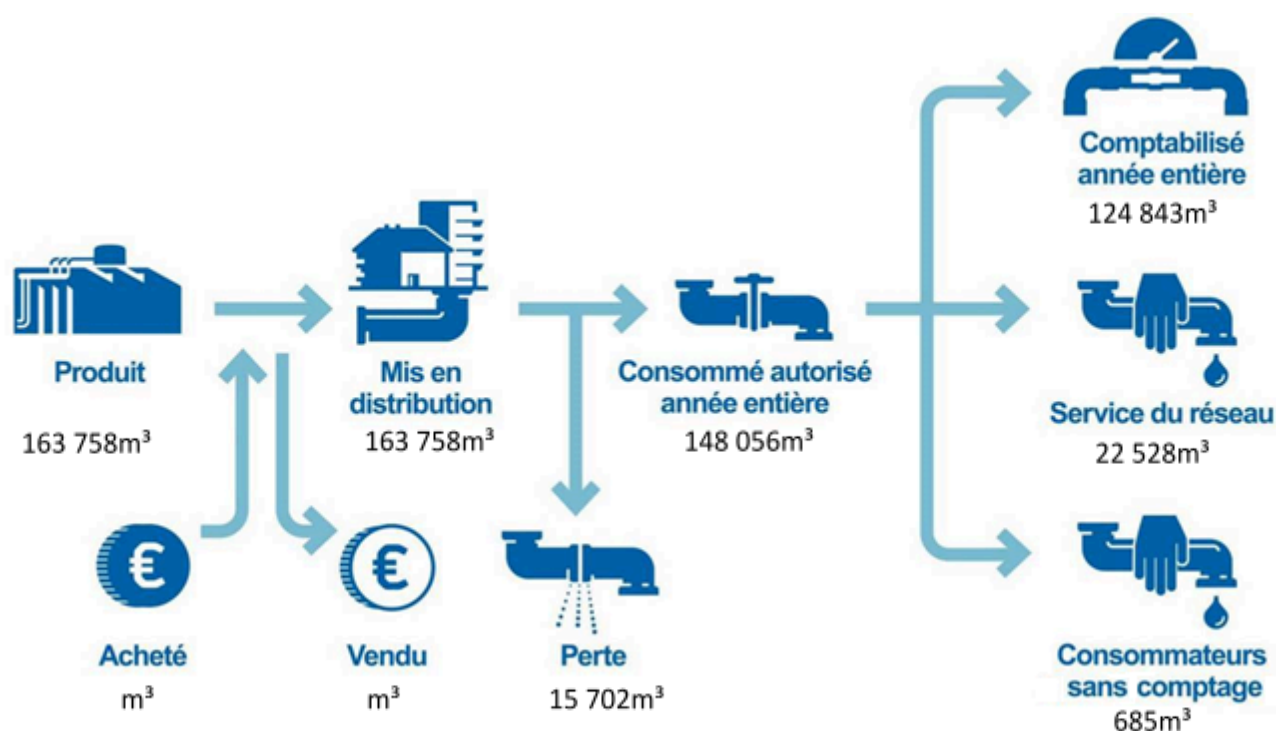 Comptabilisé
année entière
124 843m³
Produit
163 758m³
Mis en
distribution
163 758m³
Consommé autorisé
année entière
148 056m³
Service du réseau
22 528m³
€
Acheté
m³
€
Vendu
m³
Perte
15 702m³
Consommateurs
sans comptage
685m³